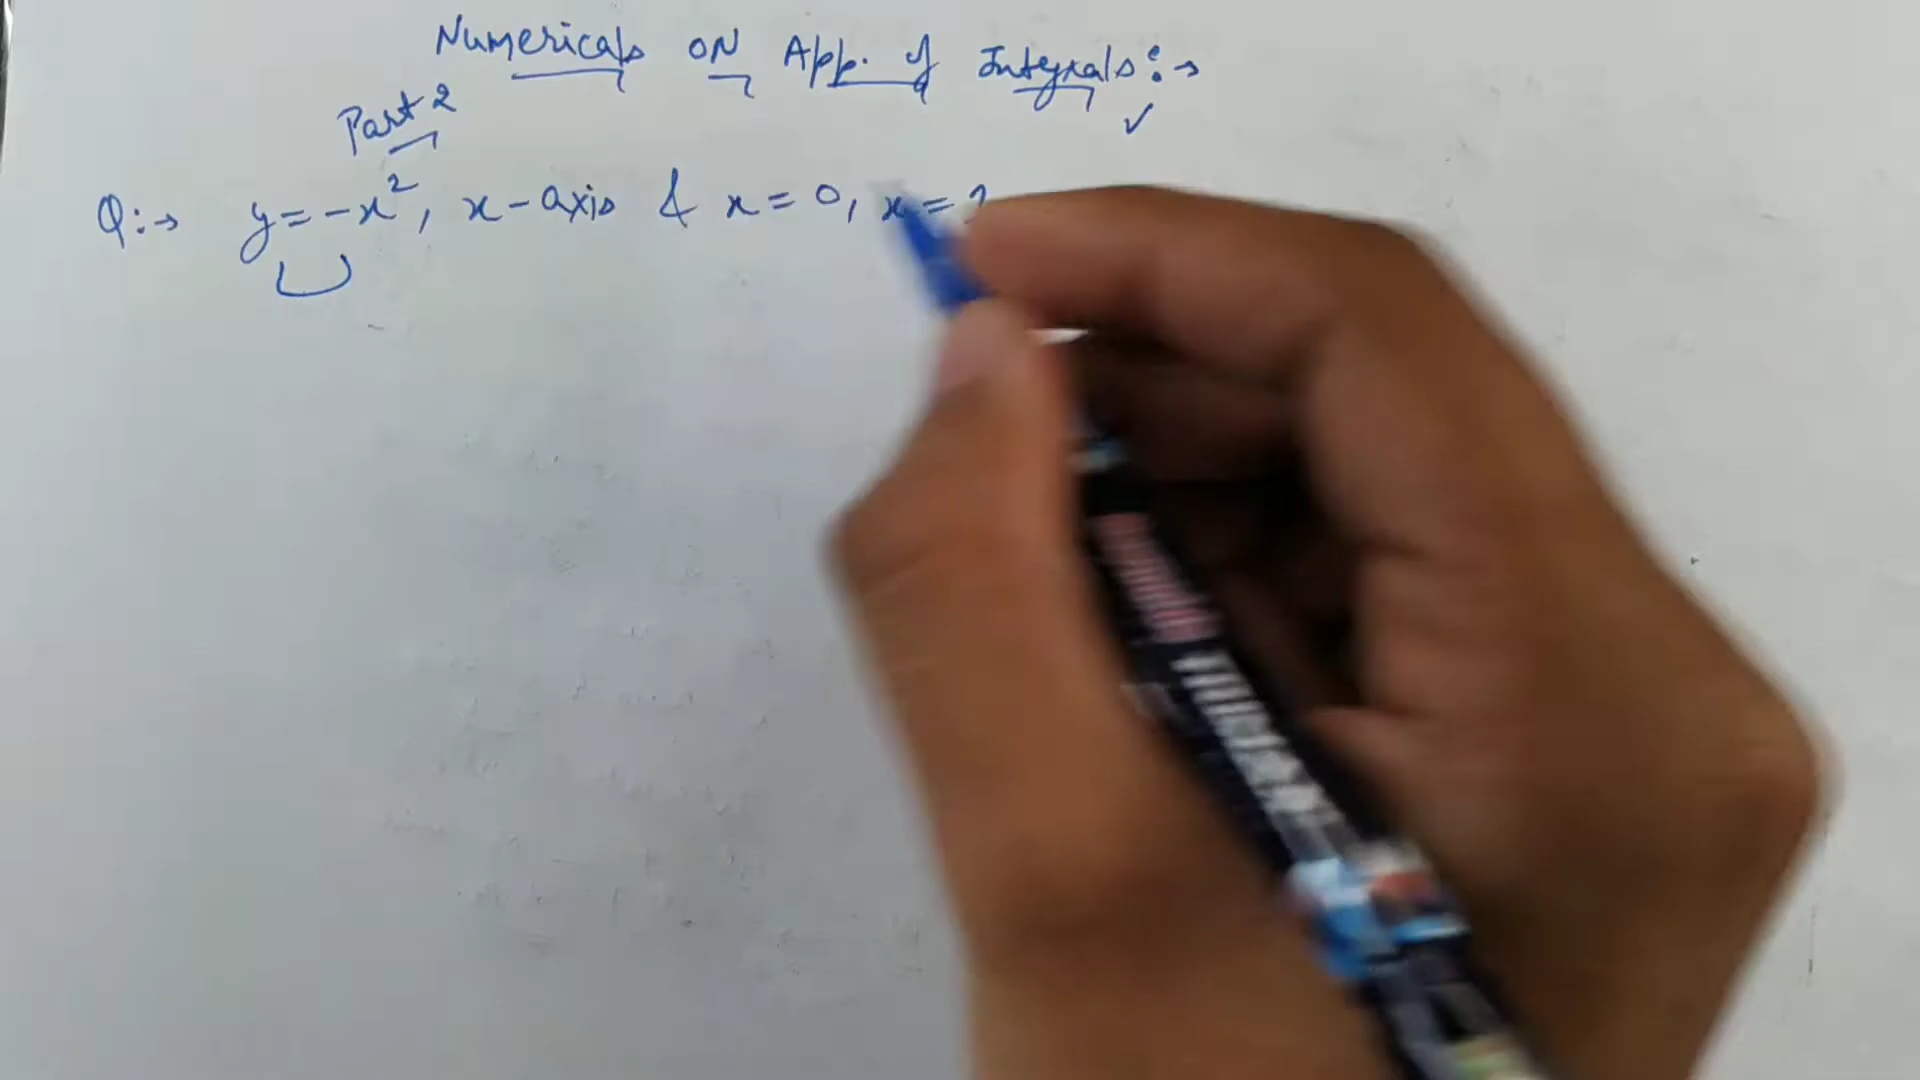 Numericals ON App. of Integrals :→
Part 2
Q:→ y = -x², x-axis & x = 0, x =